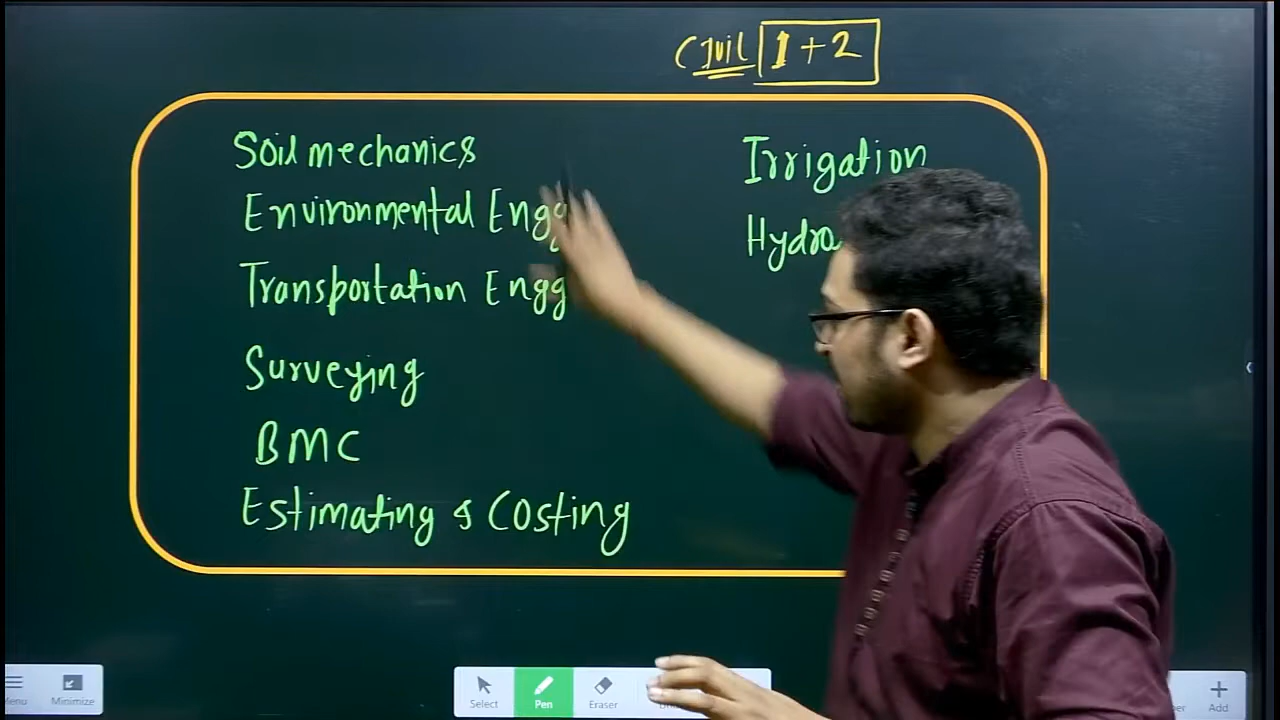 Civil 1 + 2
Soil mechanics
Environmental Engg
Transportation Engg
Surveying
BMC
Estimating & Costing
Irrigation
Minimize
Select
Pen
Eraser
Add